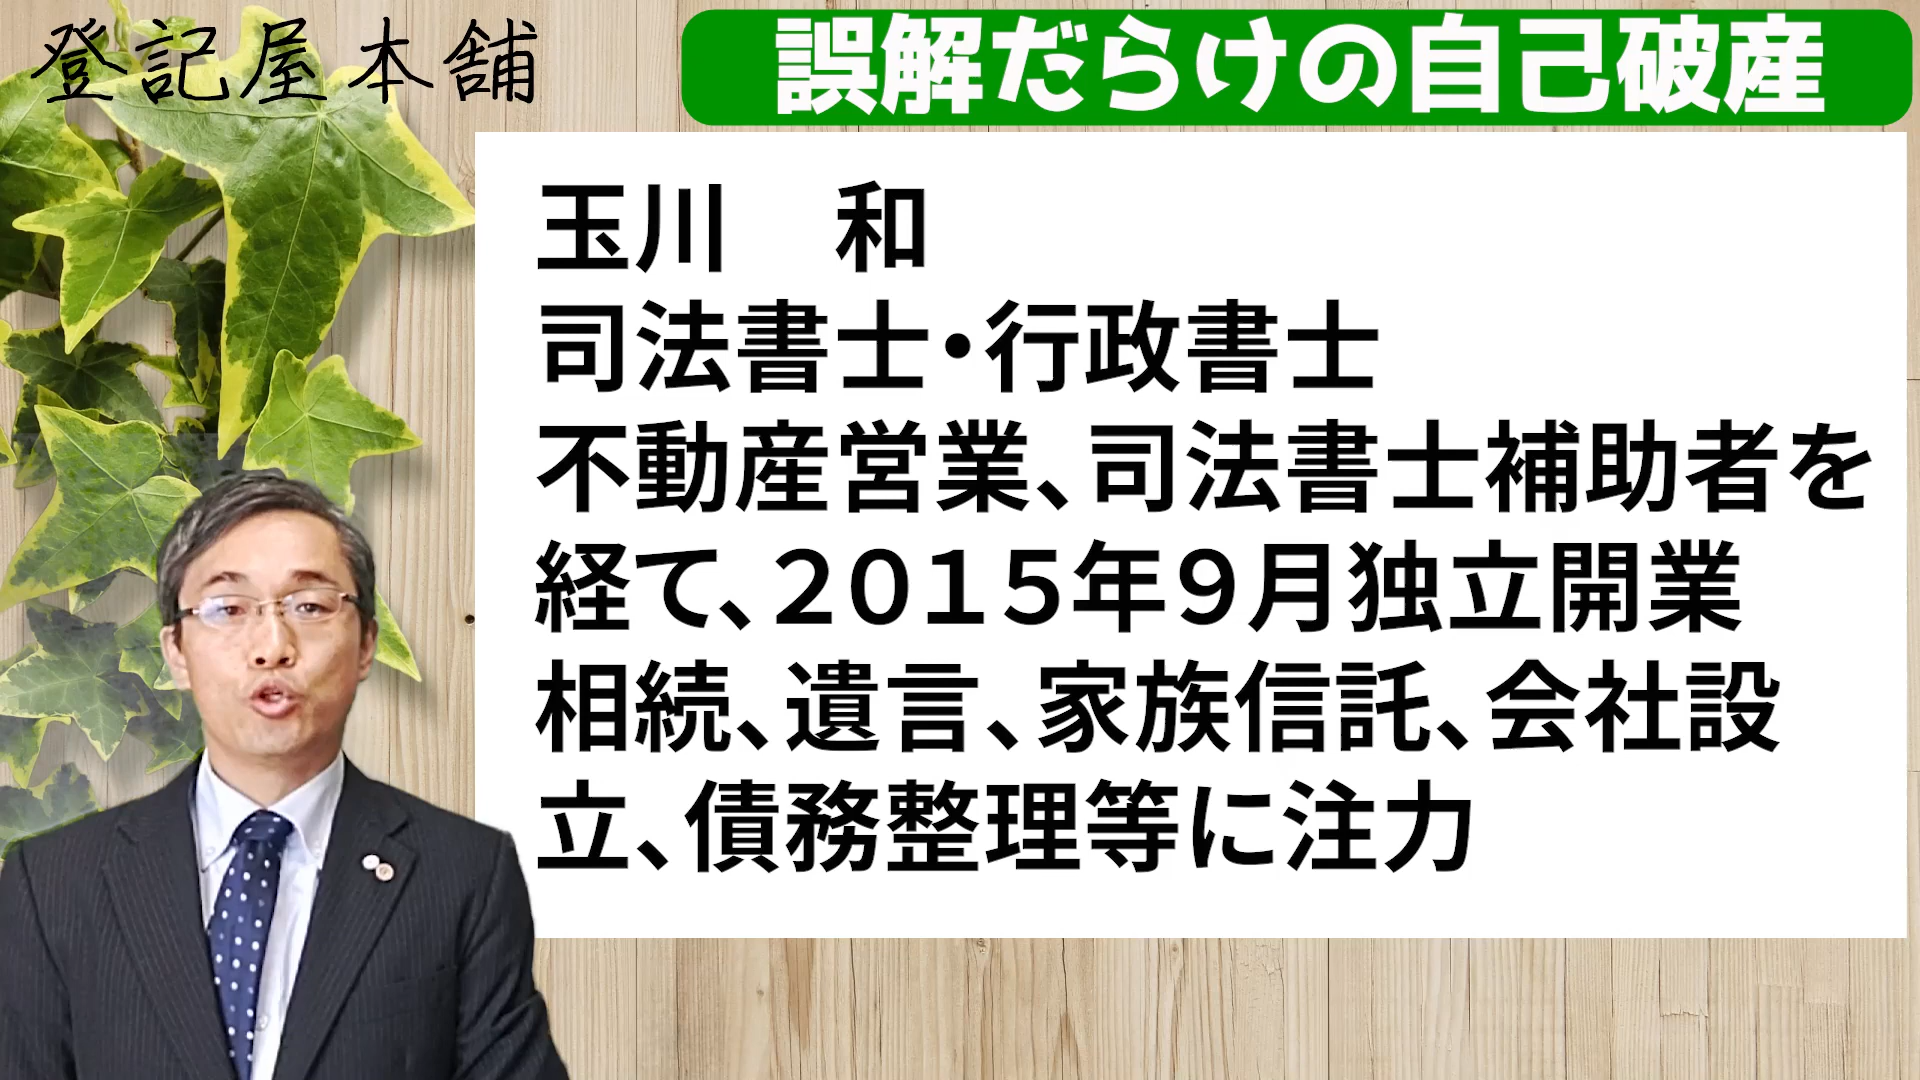 登記屋本舗
誤解だらけの自己破産
玉川　和
司法書士・行政書士
不動産営業、司法書士補助者を
経て、２０１５年９月独立開業
相続、遺言、家族信託、会社設
立、債務整理等に注力